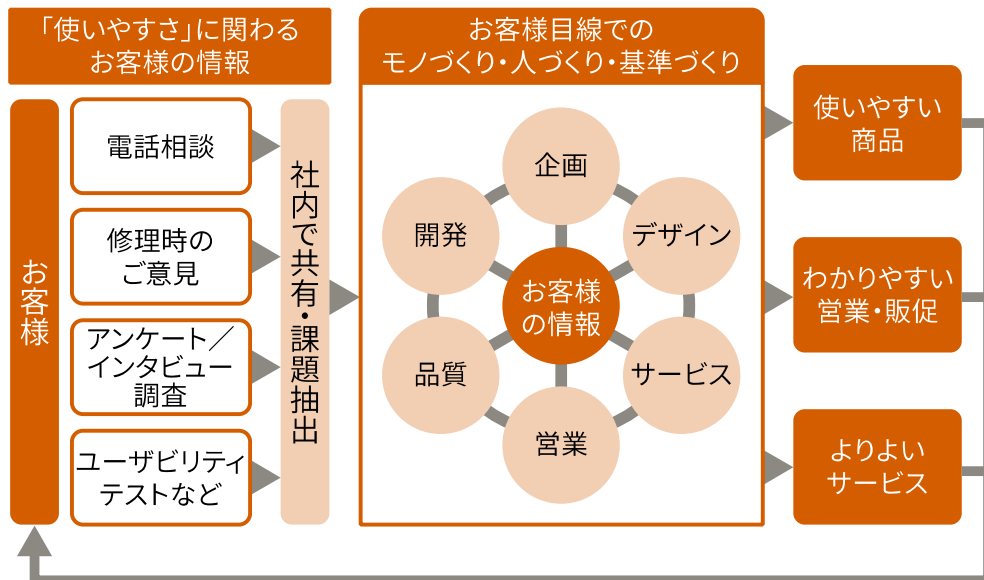 「使いやすさ」に関わる
お客様の情報
お客様
電話相談
修理時の
ご意見
アンケート／
インタビュー
調査
ユーザビリティ
テストなど
社内で共有・課題抽出
お客様目線での
モノづくり・人づくり・基準づくり
企画
開発
デザイン
お客様
の情報
品質
サービス
営業
使いやすい
商品
わかりやすい
営業・販促
よりよい
サービス